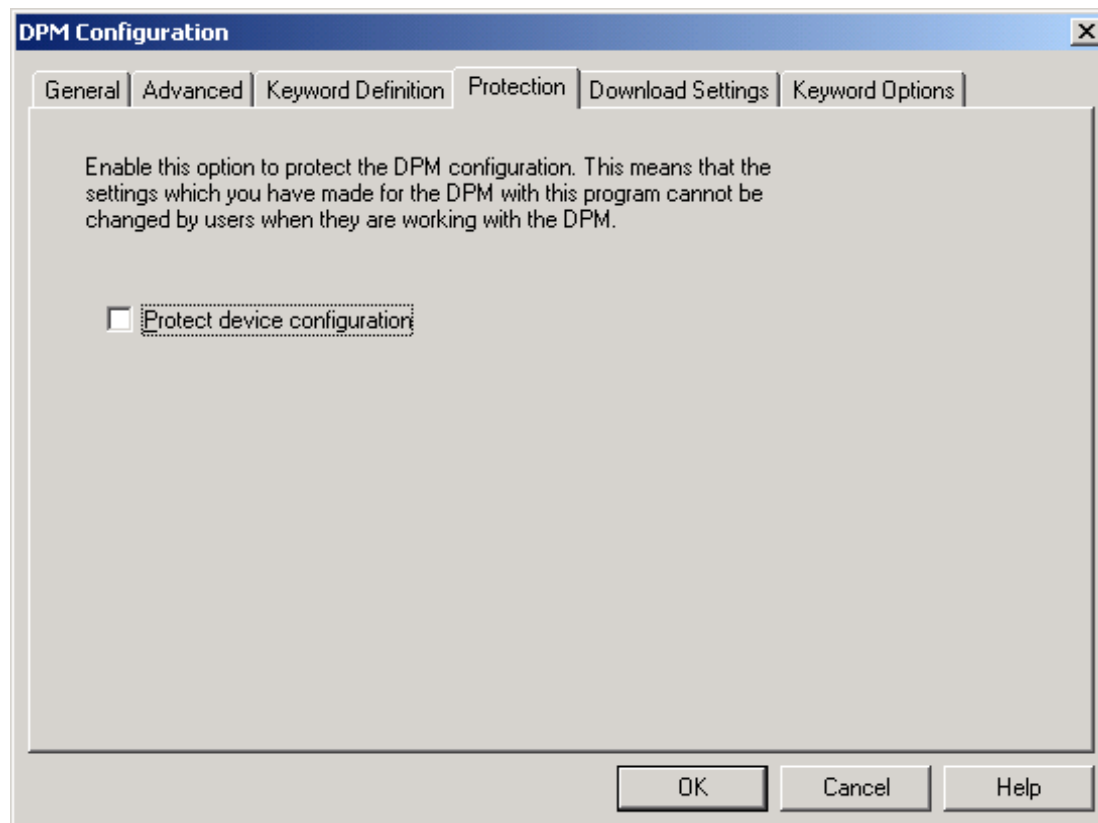 DPM Configuration
General Advanced Keyword Definition Protection Download Settings Keyword Options
Enable this option to protect the DPM configuration. This means that the
settings which you have made for the DPM with this program cannot be
changed by users when they are working with the DPM.
Protect device configuration
OK Cancel Help